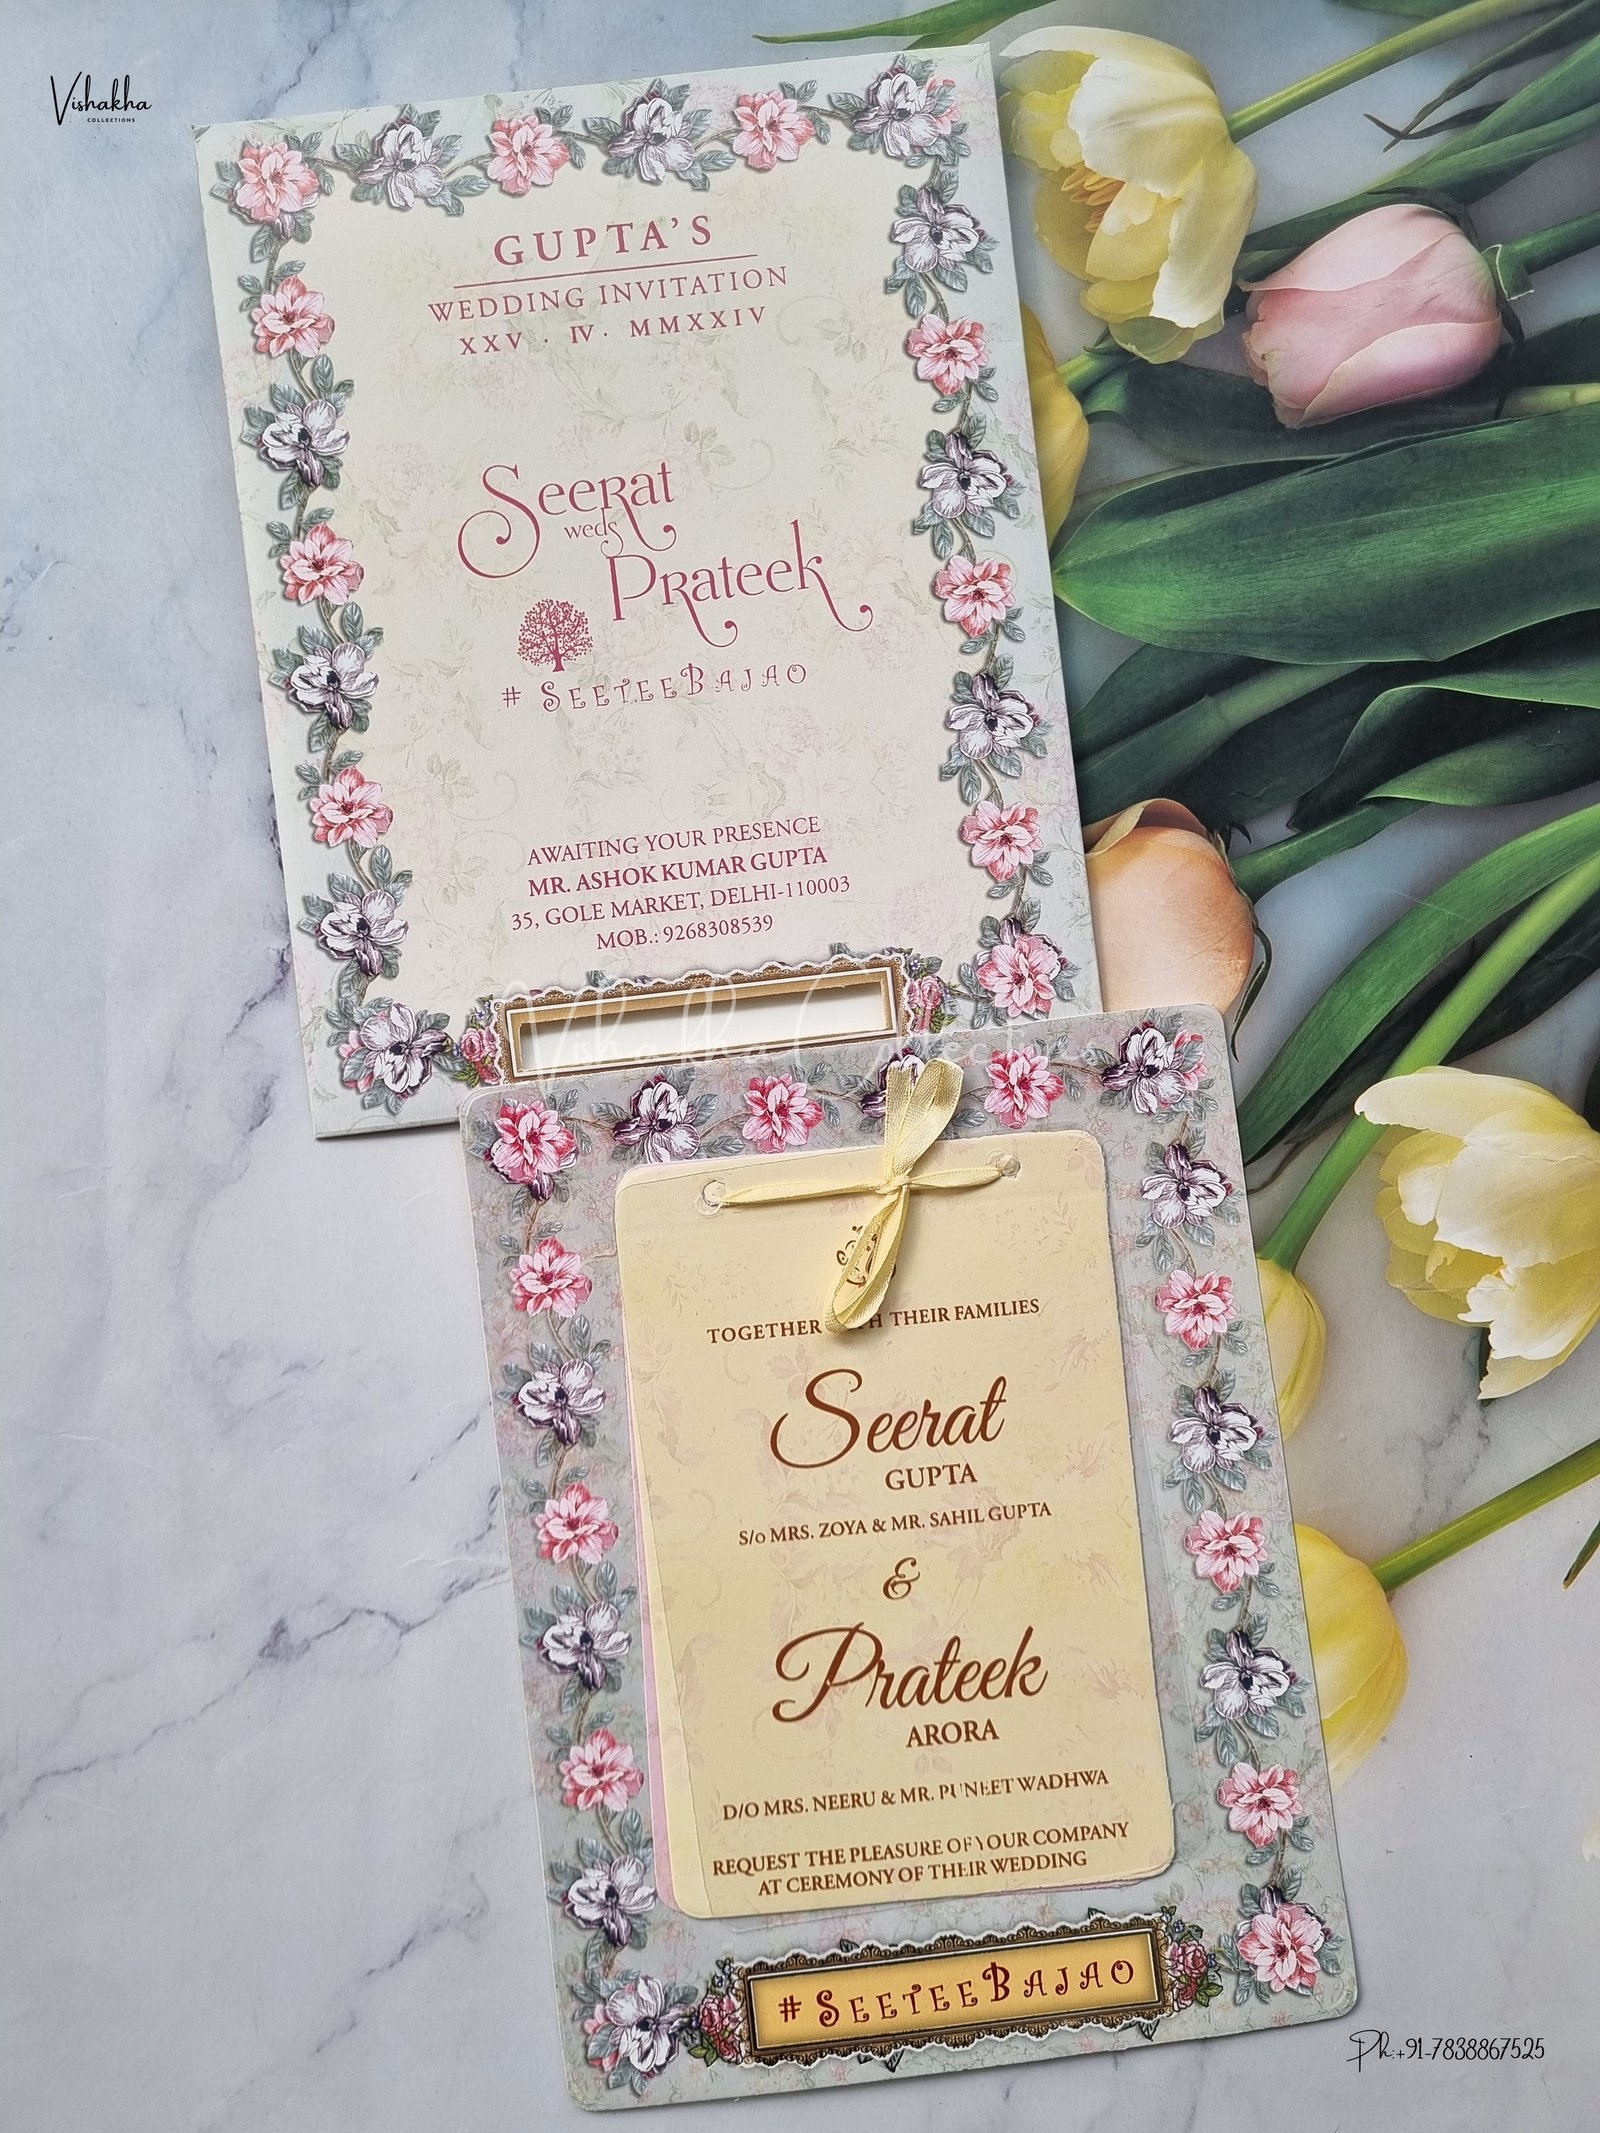 Vishakha
COLLECTIONS
GUPTA'S
WEDDING INVITATION
XXV · IV · MMXXIV
Seerat
weds
Prateek
# SEETEEBAJAO
AWAITING YOUR PRESENCE
MR. ASHOK KUMAR GUPTA
35, GOLE MARKET, DELHI-110003
MOB.: 9268308539
Vishakha Collections
TOGETHER WITH THEIR FAMILIES
Seerat
GUPTA
S/o MRS. ZOYA & MR. SAHIL GUPTA
&
Prateek
ARORA
D/O MRS. NEERU & MR. PUNEET WADHWA
REQUEST THE PLEASURE OF YOUR COMPANY
AT CEREMONY OF THEIR WEDDING
# SEETEEBAJAO
Ph:+91-7838867525